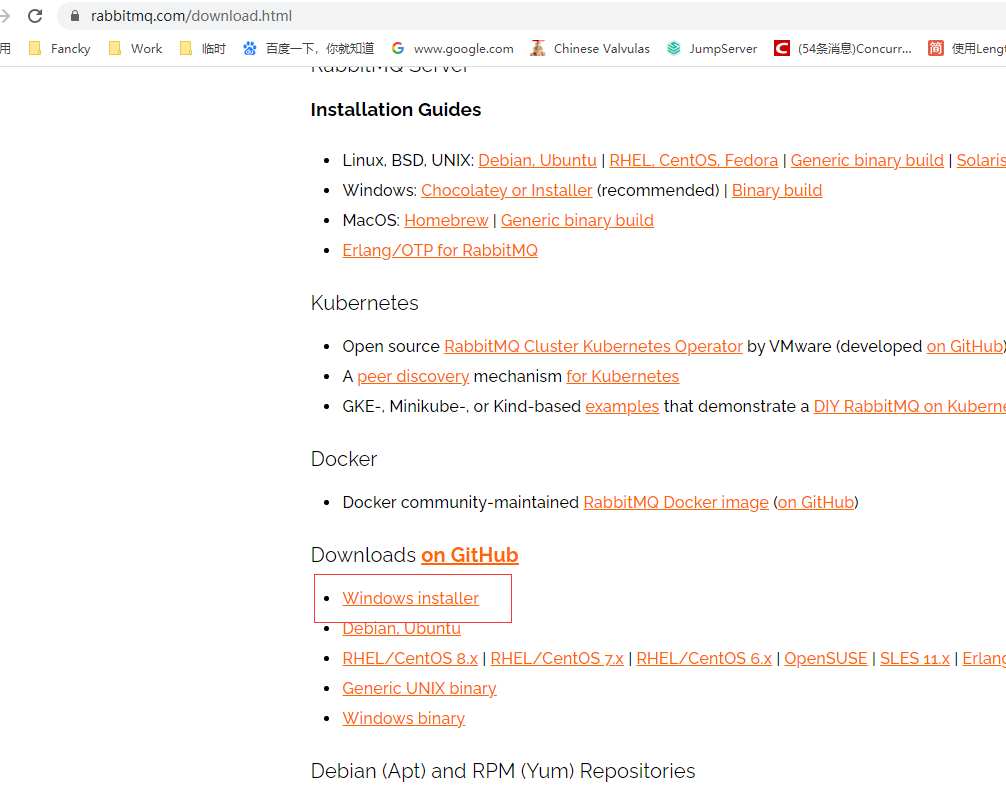 rabbitmq.com/download.html
用 Fancky Work 临时 百度一下，你就知道 www.google.com Chinese Valvulas JumpServer C (54条消息)Concurr... 简 使用Lengt
RabbitMQ Server
Installation Guides
• Linux, BSD, UNIX: Debian, Ubuntu | RHEL, CentOS, Fedora | Generic binary build | Solaris
• Windows: Chocolatey or Installer (recommended) | Binary build
• MacOS: Homebrew | Generic binary build
• Erlang/OTP for RabbitMQ
Kubernetes
• Open source RabbitMQ Cluster Kubernetes Operator by VMware (developed on GitHub)
• A peer discovery mechanism for Kubernetes
• GKE-, Minikube-, or Kind-based examples that demonstrate a DIY RabbitMQ on Kuberne
Docker
• Docker community-maintained RabbitMQ Docker image (on GitHub)
Downloads on GitHub
• Windows installer
• Debian, Ubuntu
• RHEL/CentOS 8.x | RHEL/CentOS 7.x | RHEL/CentOS 6.x | OpenSUSE | SLES 11.x | Erlang
• Generic UNIX binary
• Windows binary
Debian (Apt) and RPM (Yum) Repositories